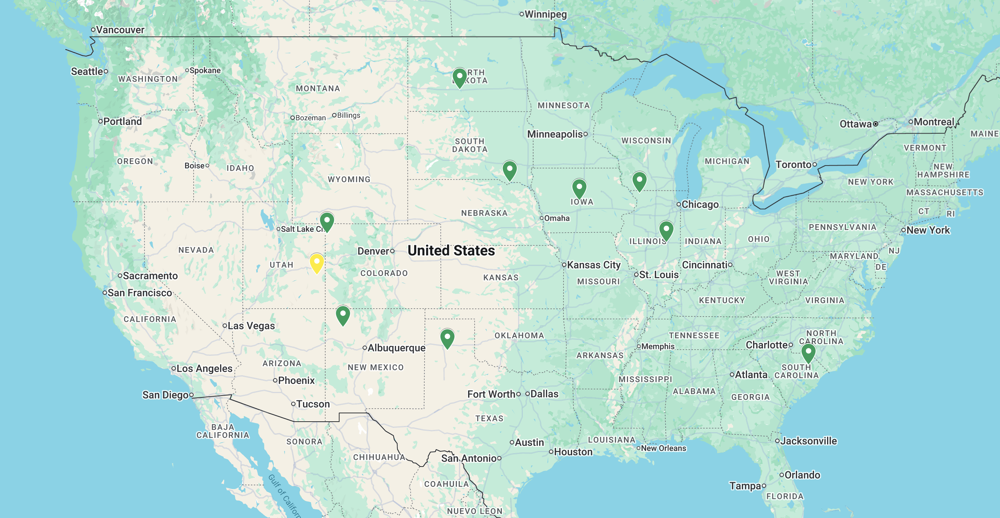 Winnipeg
Vancouver
Seattle
Spokane
WASHINGTON
RTH
KOTA
MONTANA
MINNESOTA
Bozeman
Billings
Portland
Ottawa
Montreal
MAINE
Minneapolis
WISCONSIN
SOUTH
DAKOTA
VERMONT
OREGON
Boise
IDAHO
MICHIGAN
Toronto
NEW
HAMPSHIRE
WYOMING
NEW YORK
MASSACHUSETTS
IOWA
Chicago
NEBRASKA
CT
RI
Omaha
Salt Lake
PENNSYLVANIA
New York
ILLINOIS
INDIANA
OHIO
NEVADA
Denver
United States
NJ
MARYLAND
UTAH
Kansas City
Cincinnati
DE
COLORADO
Sacramento
KANSAS
St. Louis
MISSOURI
WEST
VIRGINIA
San Francisco
KENTUCKY
VIRGINIA
CALIFORNIA
Las Vegas
OKLAHOMA
TENNESSEE
NORTH
CAROLINA
Albuquerque
Memphis
Charlotte
ARKANSAS
ARIZONA
NEW MEXICO
Los Angeles
SOUTH
CAROLINA
Atlanta
Phoenix
MISSISSIPPI
ALABAMA
San Diego
Fort Worth
Dallas
GEORGIA
Tucson
TEXAS
BAJA
CALIFORNIA
SONORA
Austin
LOUISIANA
Jacksonville
New Orleans
Houston
CHIHUAHUA
San Antonio
Orlando
COAHUILA
Tampa
Gulf of Californ
FLORIDA
NUEVO LEON